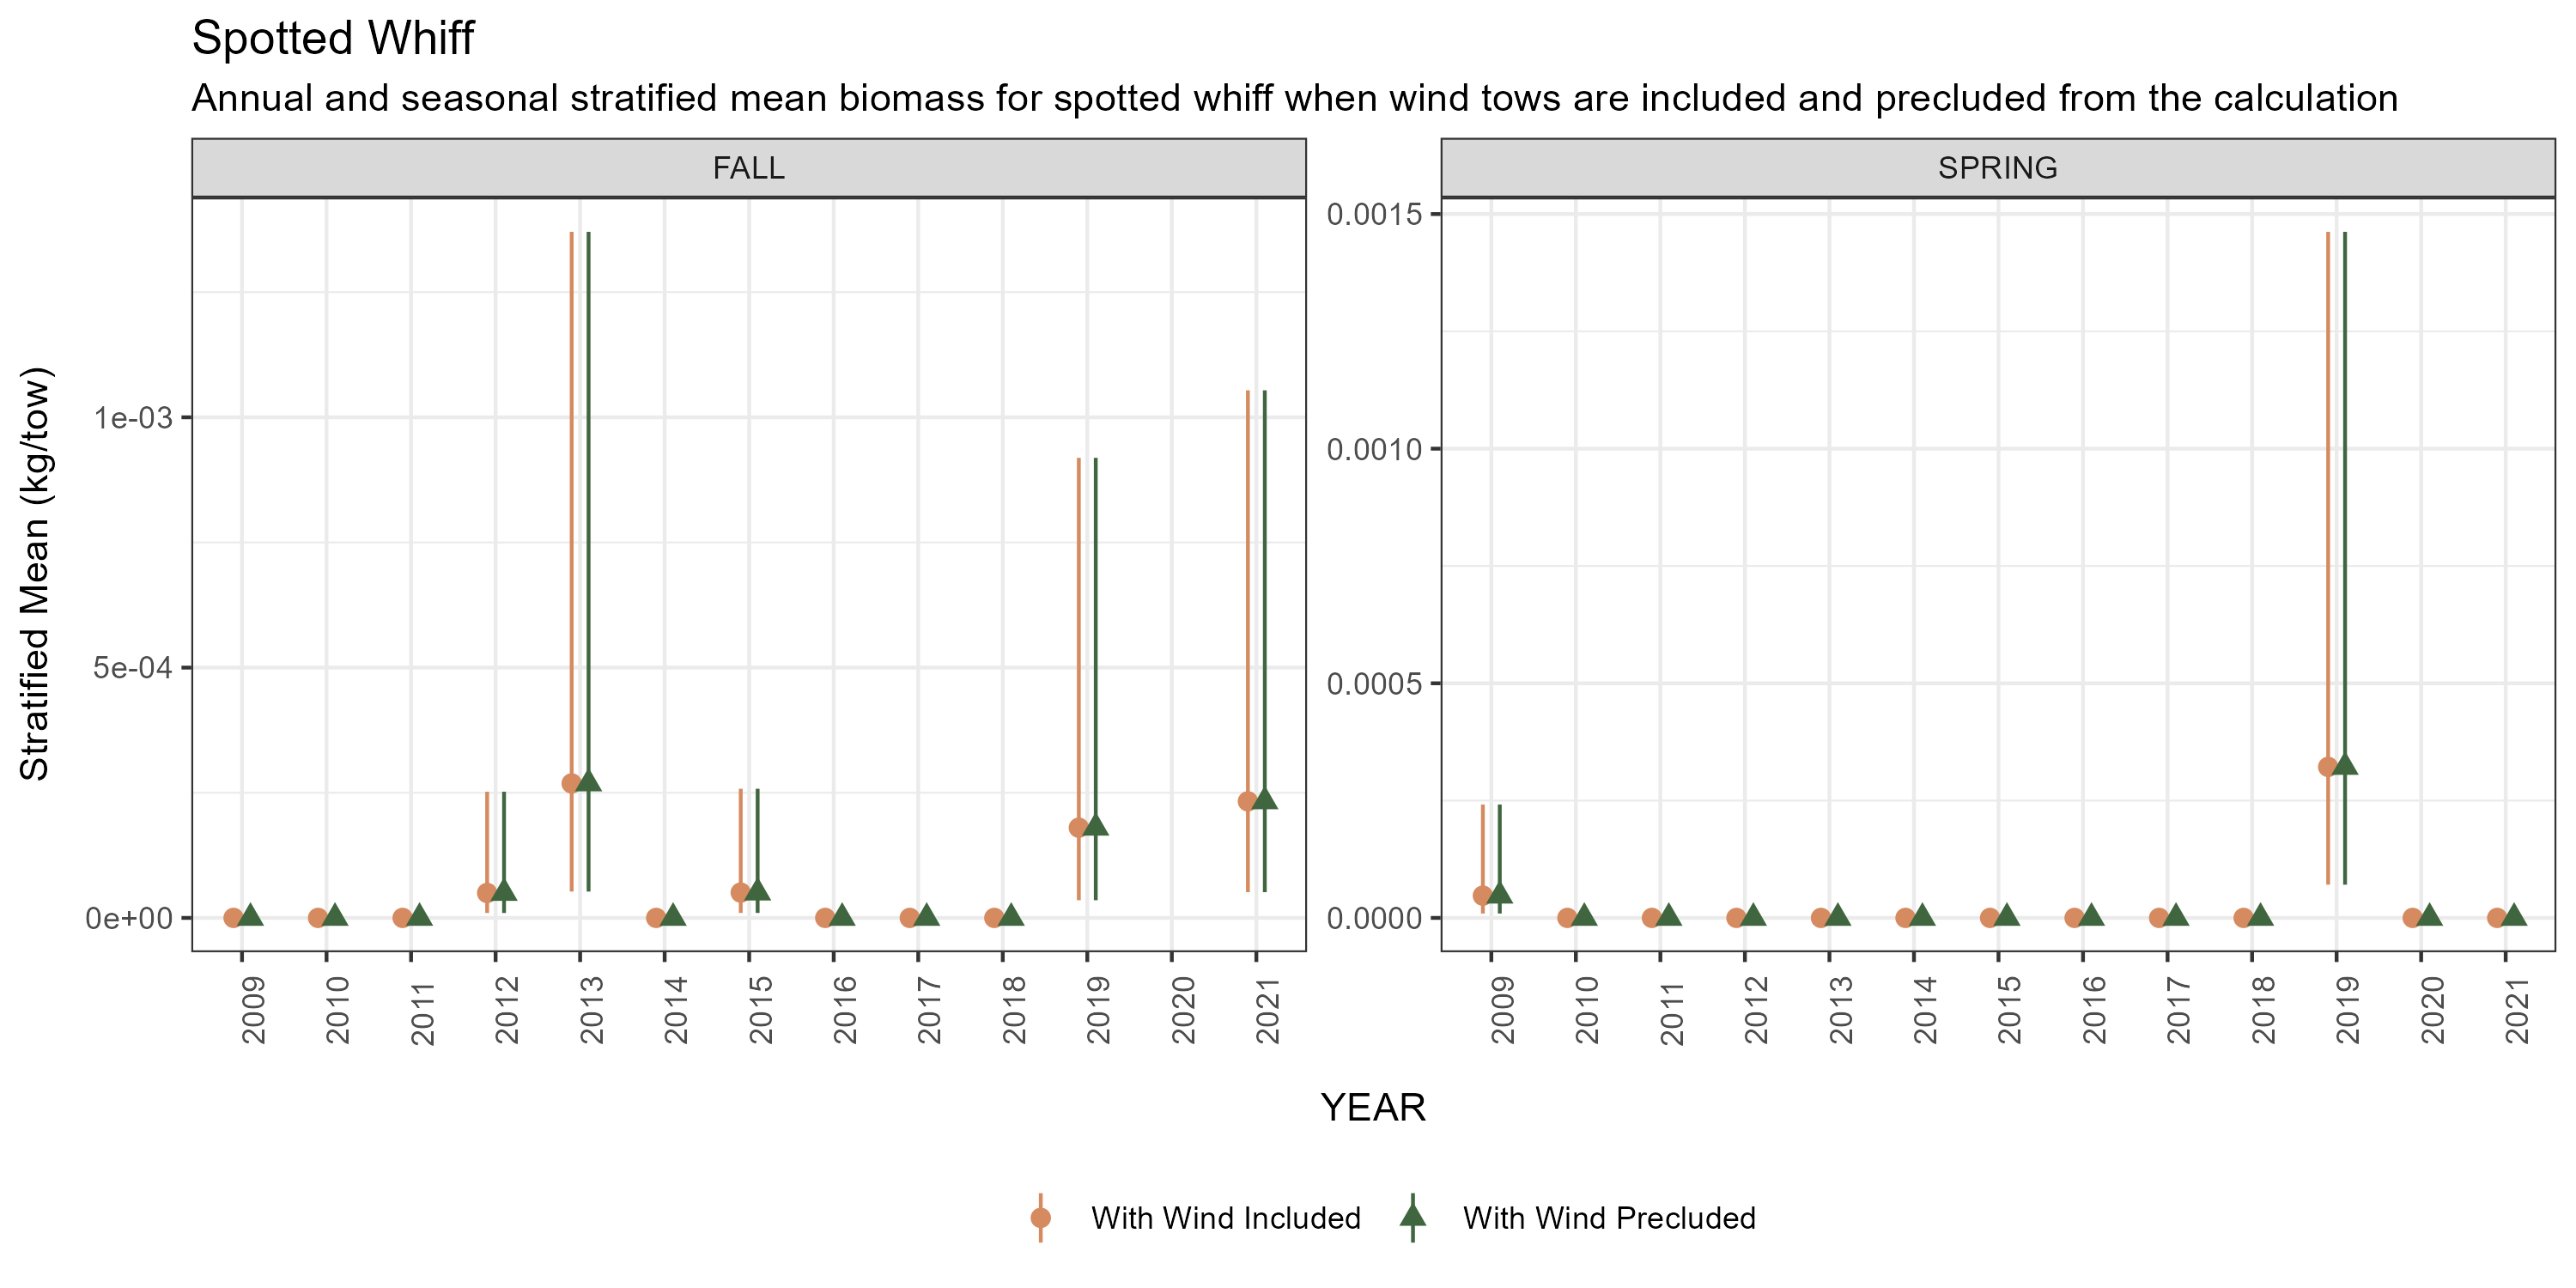 Spotted Whiff
Annual and seasonal stratified mean biomass for spotted whiff when wind tows are included and precluded from the calculation
FALL
SPRING
Stratified Mean (kg/tow)
1e-03
5e-04
0e+00
0.0015
0.0010
0.0005
0.0000
2009 2010 2011 2012 2013 2014 2015 2016 2017 2018 2019 2020 2021
2009 2010 2011 2012 2013 2014 2015 2016 2017 2018 2019 2020 2021
YEAR
With Wind Included With Wind Precluded